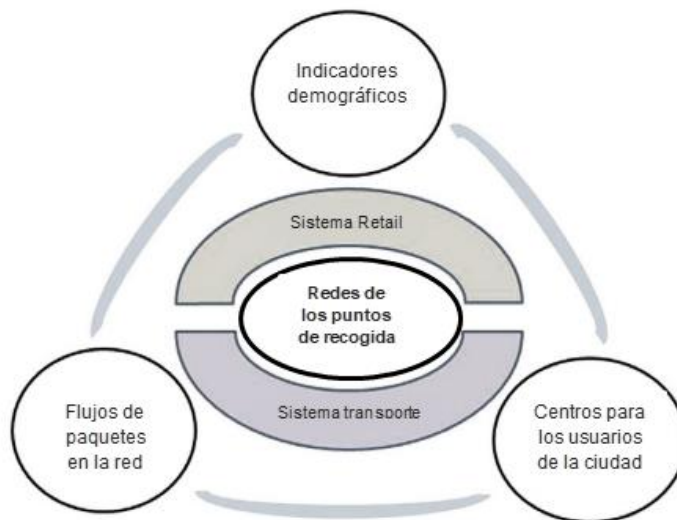 Indicadores
demográficos
Sistema Retail
Redes de
los puntos
de recogida
Sistema transporte
Flujos de
paquetes
en la red
Centros para
los usuarios
de la ciudad